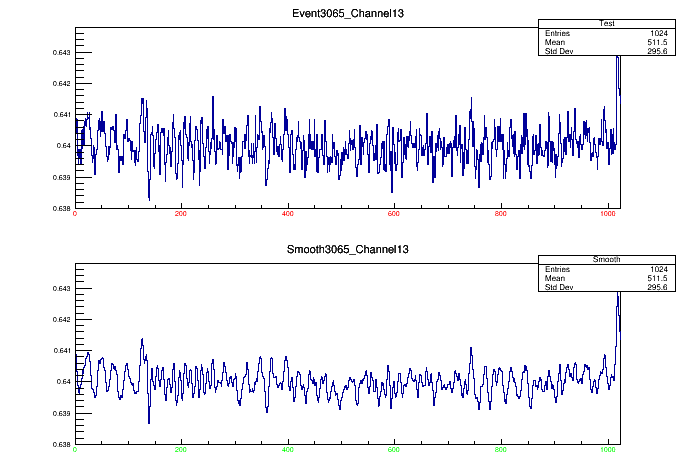 Event3065_Channel13
Test
Entries 1024
Mean 511.5
Std Dev 295.6
0.643
0.642
0.641
0.64
0.639
0.638
0 200 400 600 800 1000
Smooth3065_Channel13
Smooth
Entries 1024
Mean 511.5
Std Dev 295.6
0.643
0.642
0.641
0.64
0.639
0.638
0 200 400 600 800 1000